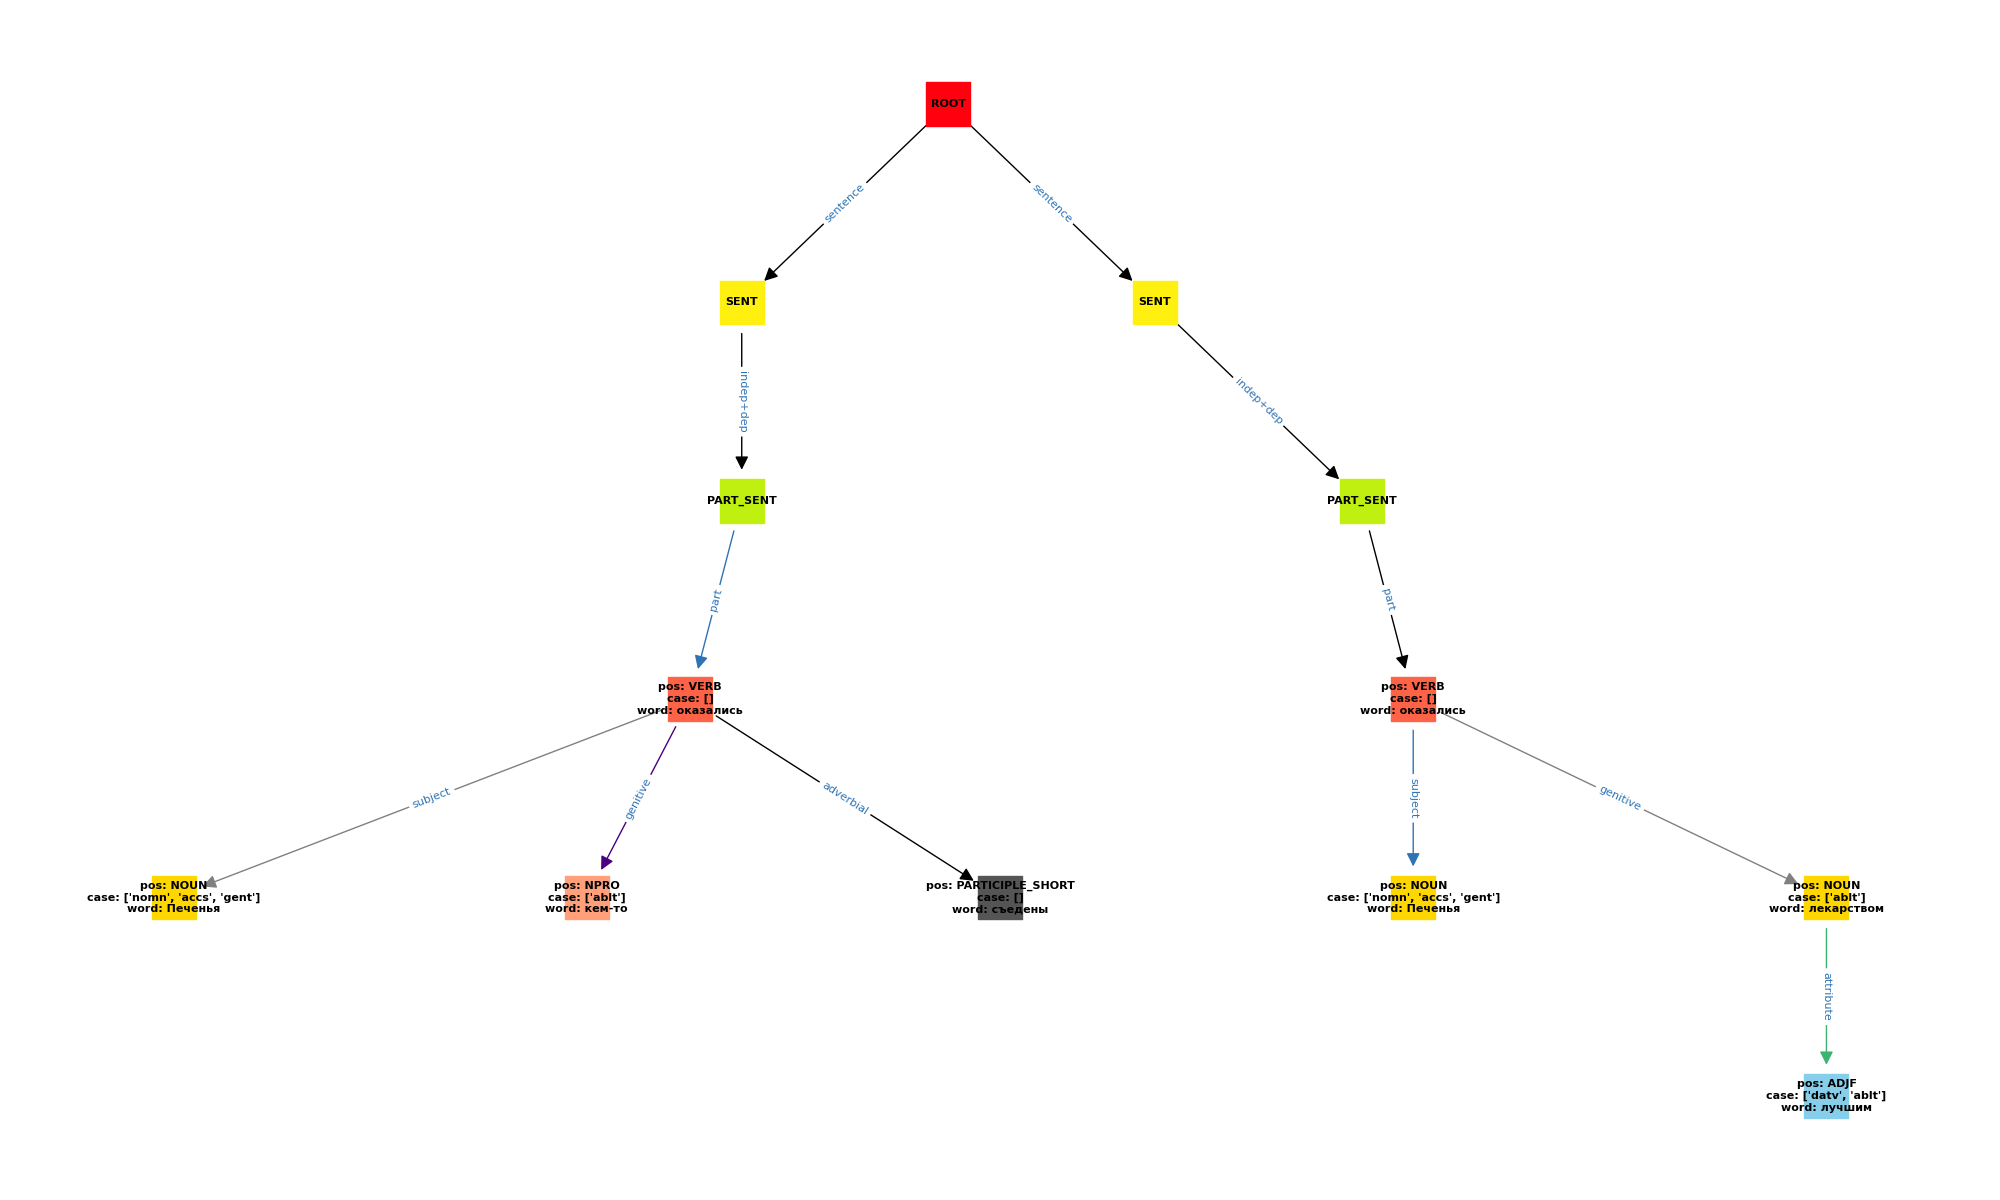 ROOT
sentence
sentence
SENT
SENT
indep+dep
indep+dep
PART_SENT
PART_SENT
part
part
pos: VERB
case: []
word: оказались
pos: VERB
case: []
word: оказались
subject
genitive
adverbial
subject
genitive
pos: NOUN
case: ['nomn', 'accs', 'gent']
word: Печенья
pos: NPRO
case: ['ablt']
word: кем-то
pos: PARTICIPLE_SHORT
case: []
word: съедены
pos: NOUN
case: ['nomn', 'accs', 'gent']
word: Печенья
pos: NOUN
case: ['ablt']
word: лекарством
attribute
pos: ADJF
case: ['datv', 'ablt']
word: лучшим